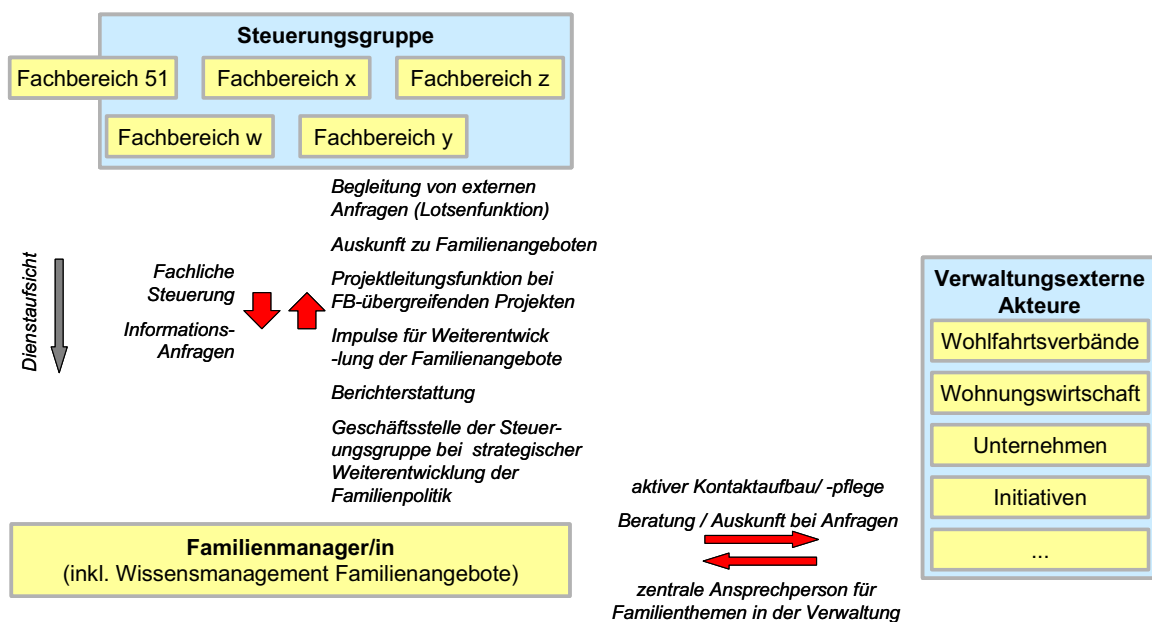 Steuerungsgruppe
Fachbereich 51
Fachbereich x
Fachbereich z
Fachbereich w
Fachbereich y
Dienstaufsicht
Fachliche
Steuerung
Informations-
Anfragen
Begleitung von externen
Anfragen (Lotsenfunktion)
Auskunft zu Familienangeboten
Projektleitungsfunktion bei
FB-übergreifenden Projekten
Impulse für Weiterentwick
-lung der Familienangebote
Berichterstattung
Geschäftsstelle der Steuer-
ungsgruppe bei strategischer
Weiterentwicklung der
Familienpolitik
Familienmanager/in
(inkl. Wissensmanagement Familienangebote)
aktiver Kontaktaufbau/ -pflege
Beratung / Auskunft bei Anfragen
zentrale Ansprechperson für
Familienthemen in der Verwaltung
Verwaltungsexterne
Akteure
Wohlfahrtsverbände
Wohnungswirtschaft
Unternehmen
Initiativen
...